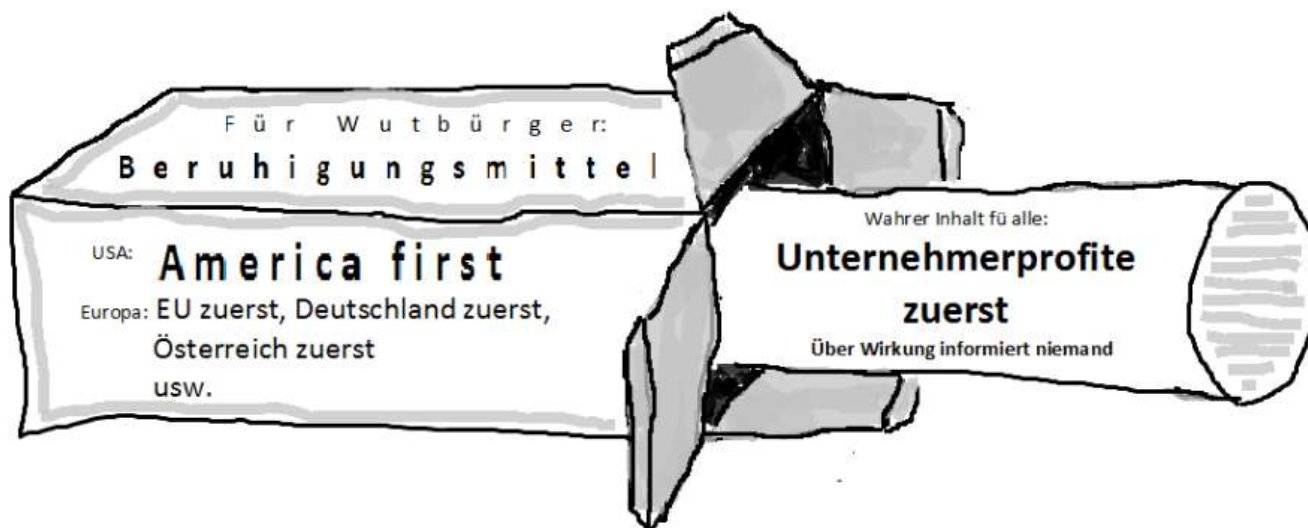 Für Wutbürger:
Beruhigungsmittel
USA: America first
Europa: EU zuerst, Deutschland zuerst,
Österreich zuerst
usw.
Wahrer Inhalt fü alle:
Unternehmerprofite
zuerst
Über Wirkung informiert niemand